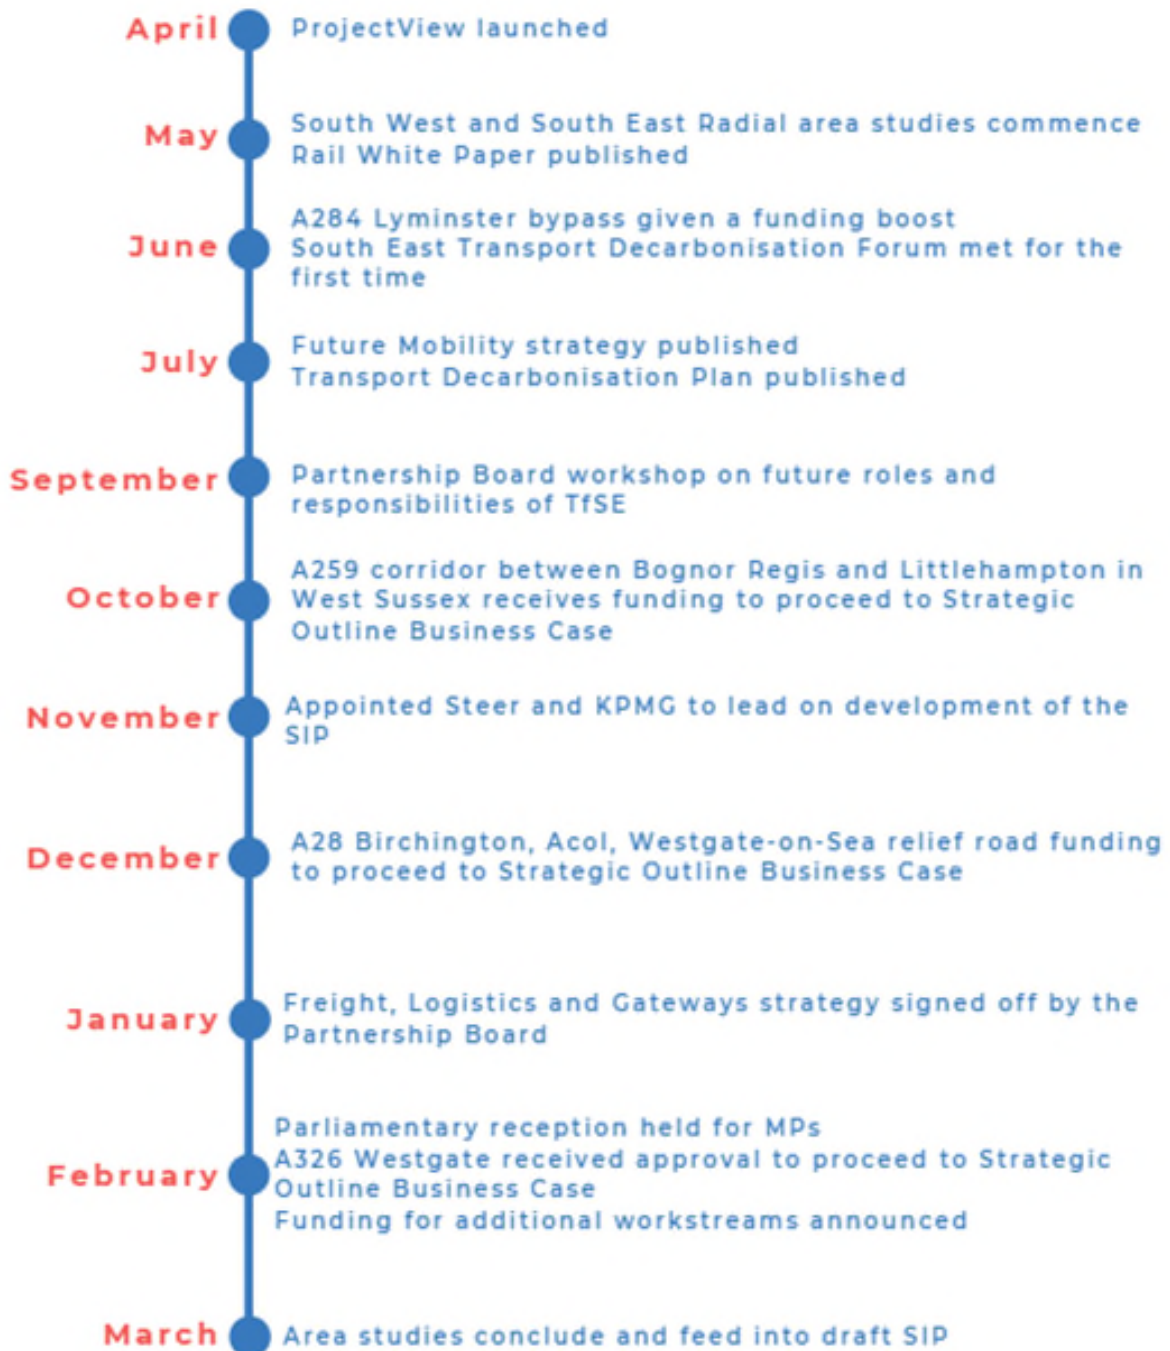 April
ProjectView launched
May
South West and South East Radial area studies commence
Rail White Paper published
June
A284 Lyminster bypass given a funding boost
South East Transport Decarbonisation Forum met for the
first time
July
Future Mobility strategy published
Transport Decarbonisation Plan published
September
Partnership Board workshop on future roles and
responsibilities of TfSE
October
A259 corridor between Bognor Regis and Littlehampton in
West Sussex receives funding to proceed to Strategic
Outline Business Case
November
Appointed Steer and KPMG to lead on development of the
SIP
December
A28 Birchington, Acol, Westgate-on-Sea relief road funding
to proceed to Strategic Outline Business Case
January
Freight, Logistics and Gateways strategy signed off by the
Partnership Board
February
Parliamentary reception held for MPs
A326 Westgate received approval to proceed to Strategic
Outline Business Case
Funding for additional workstreams announced
March
Area studies conclude and feed into draft SIP